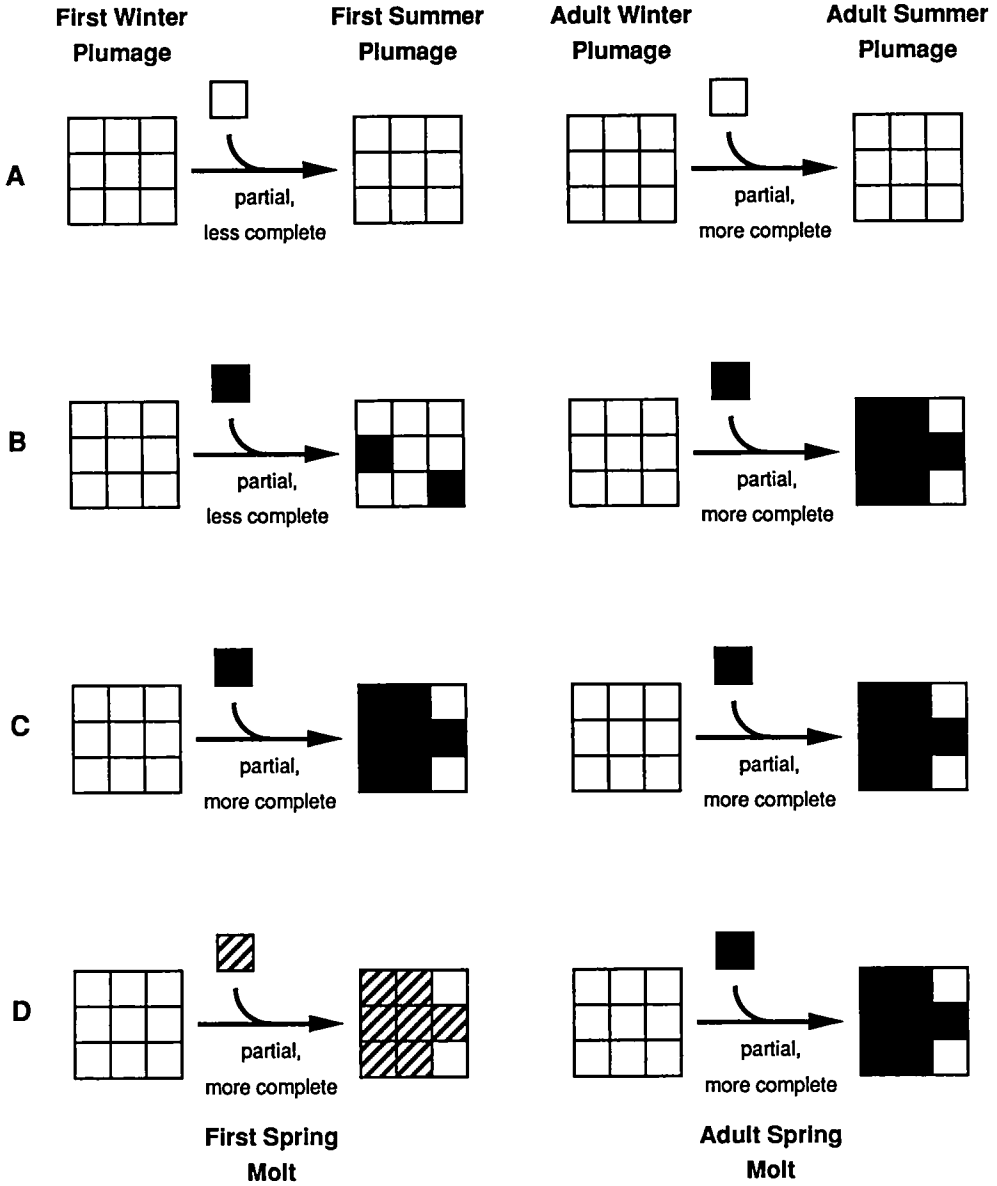 First Winter Plumage
First Summer Plumage
Adult Winter Plumage
Adult Summer Plumage
A
partial,
less complete
partial,
more complete
B
partial,
less complete
partial,
more complete
C
partial,
more complete
partial,
more complete
D
partial,
more complete
partial,
more complete
First Spring
Molt
Adult Spring
Molt